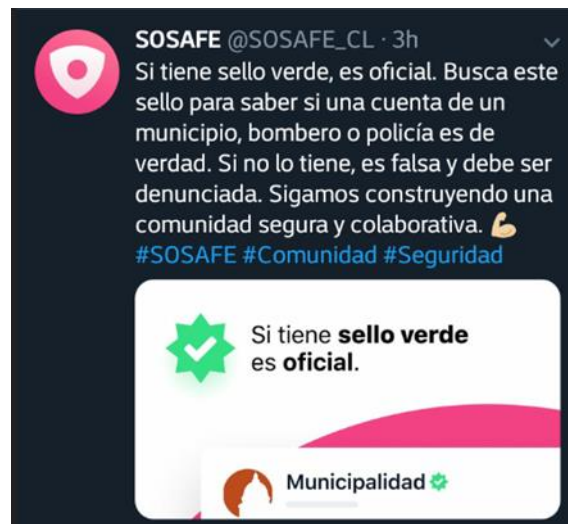 SOSAFE @SOSAFE_CL · 3h
Si tiene sello verde, es oficial. Busca este
sello para saber si una cuenta de un
municipio, bombero o policía es de
verdad. Si no lo tiene, es falsa y debe ser
denunciada. Sigamos construyendo una
comunidad segura y colaborativa. 💪🏻
#SOSAFE #Comunidad #Seguridad
Si tiene sello verde
es oficial.
Municipalidad